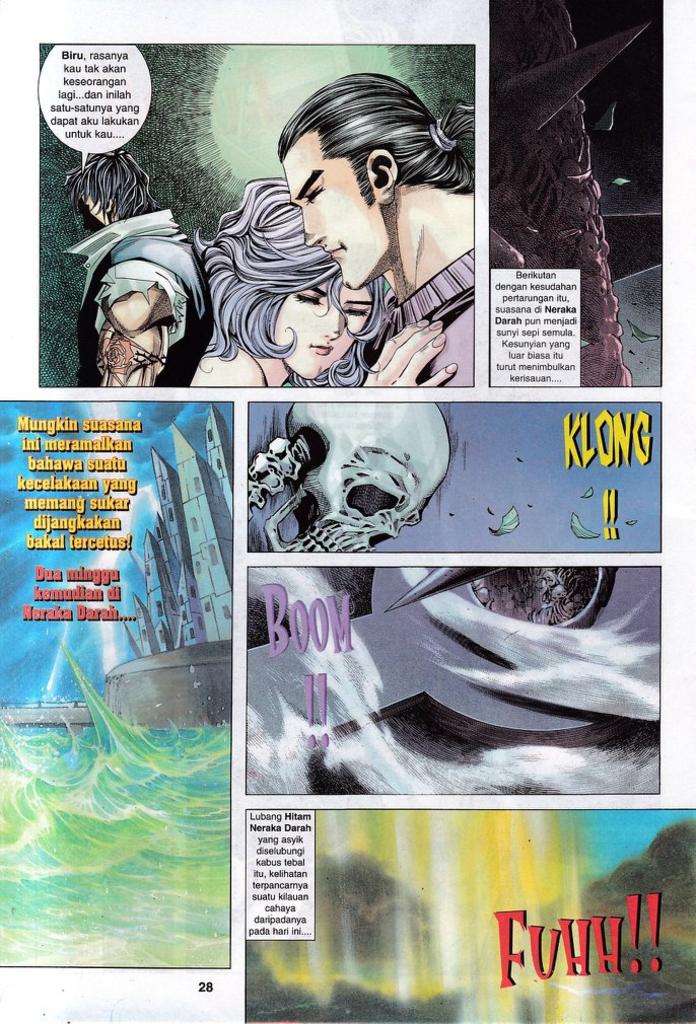 Biru, rasanya
kau tak akan
keseorangan
lagi...dan inilah
satu-satunya yang
dapat aku lakukan
untuk kau....
Berikutan
dengan kesudahan
pertarungan itu,
suasana di Neraka
Darah pun menjadi
sunyi sepi semula.
Kesunyian yang
luar biasa itu
turut menimbulkan
kerisauan....
Mungkin suasana
ini meramalkan
bahawa suatu
kecelakaan yang
memang sukar
dijangkakan
bakal tercetus!
Dua minggu
kemudian di
Neraka Darah....
KLONG
!!
BOOM
!!
Lubang Hitam
Neraka Darah
yang asyik
diselubungi
kabus tebal
itu, kelihatan
terpancarnya
suatu kilauan
cahaya
daripadanya
pada hari ini....
FUHH!!
28